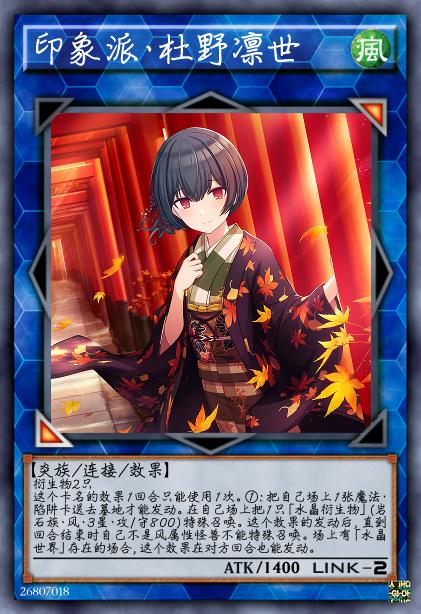 印象派·杜野凛世
風
【炎族/连接/效果】
衍生物2只
这个卡名的效果1回合只能使用1次。①：把自己场上1张魔法·
陷阱卡送去墓地才能发动。在自己场上把1只「水晶衍生物」(岩
石族·风·3星·攻/守800)特殊召唤。这个效果的发动后，直到
回合结束时自己不是风属性怪兽不能特殊召唤。场上有「水晶
世界」存在的场合，这个效果在对方回合也能发动。
ATK/1400 LINK-2
26807018